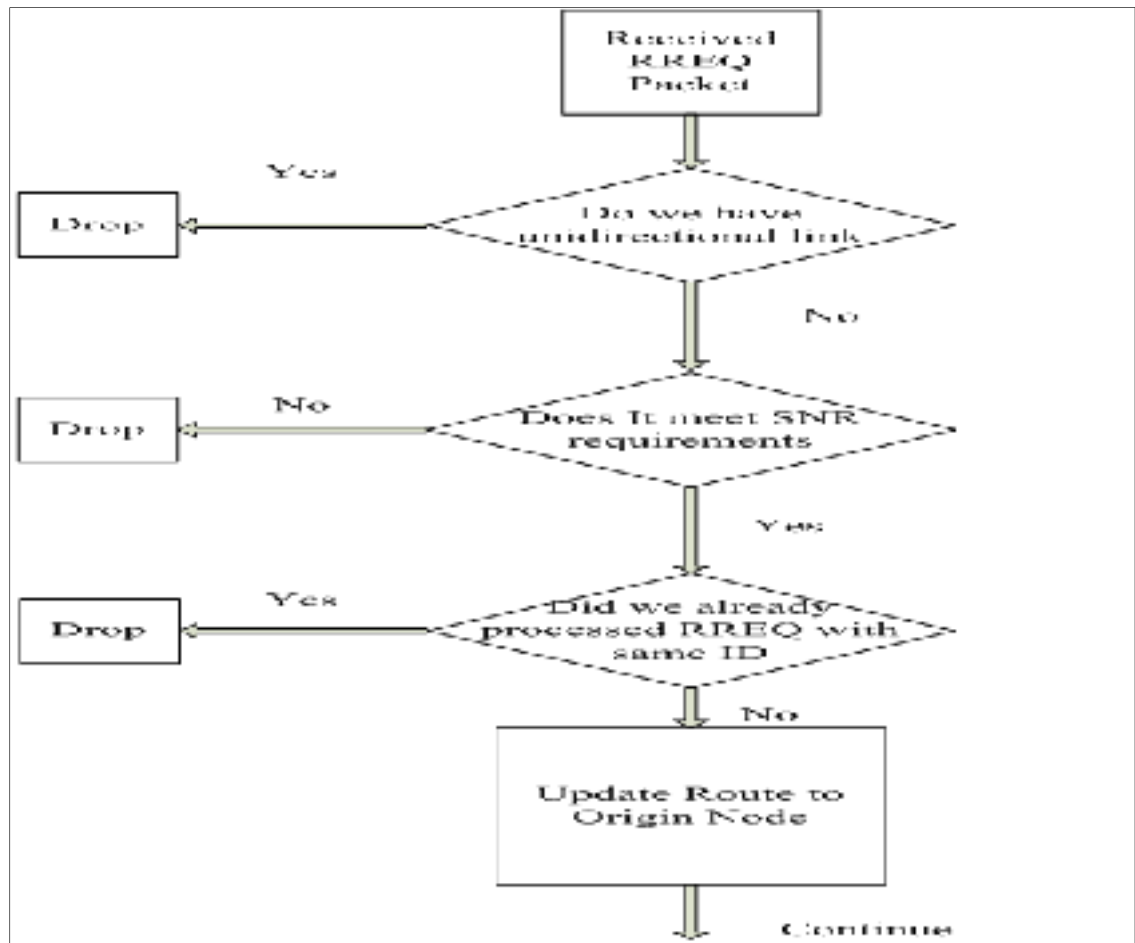 Received
RREQ
Packet
Yes
Drop
Do we have
unidirectional link
No
No
Drop
Does It meet SNR
requirements
Yes
Yes
Drop
Did we already
processed RREQ with
same ID
No
Update Route to
Origin Node
Continue